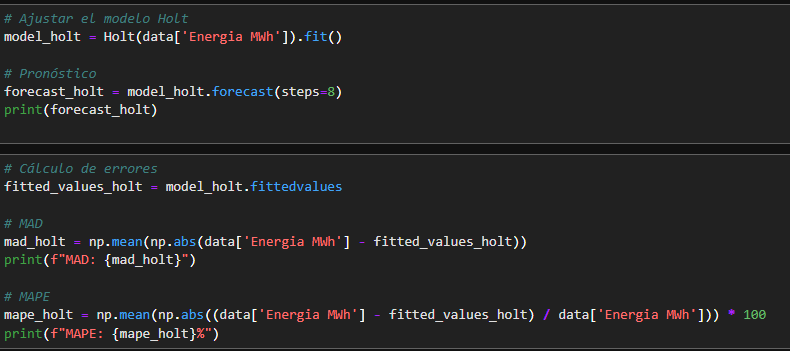 # Ajustar el modelo Holt
model_holt = Holt(data['Energia MWh']).fit()
# Pronóstico
forecast_holt = model_holt.forecast(steps=8)
print(forecast_holt)
# Cálculo de errores
fitted_values_holt = model_holt.fittedvalues
# MAD
mad_holt = np.mean(np.abs(data['Energia MWh'] - fitted_values_holt))
print(f"MAD: {mad_holt}")
# MAPE
mape_holt = np.mean(np.abs((data['Energia MWh'] - fitted_values_holt) / data['Energia MWh'])) * 100
print(f"MAPE: {mape_holt}%")